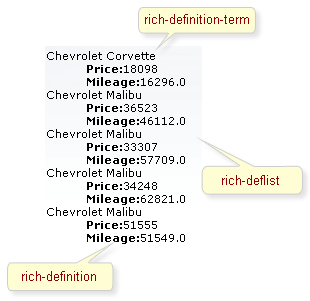 rich-definition-term
Chevrolet Corvette
Price:18098
Mileage:16296.0
Chevrolet Malibu
Price:36523
Mileage:46112.0
Chevrolet Malibu
Price:33307
Mileage:57709.0
Chevrolet Malibu
Price:34248
Mileage:62821.0
Chevrolet Malibu
Price:51555
Mileage:51549.0
rich-deflist
rich-definition